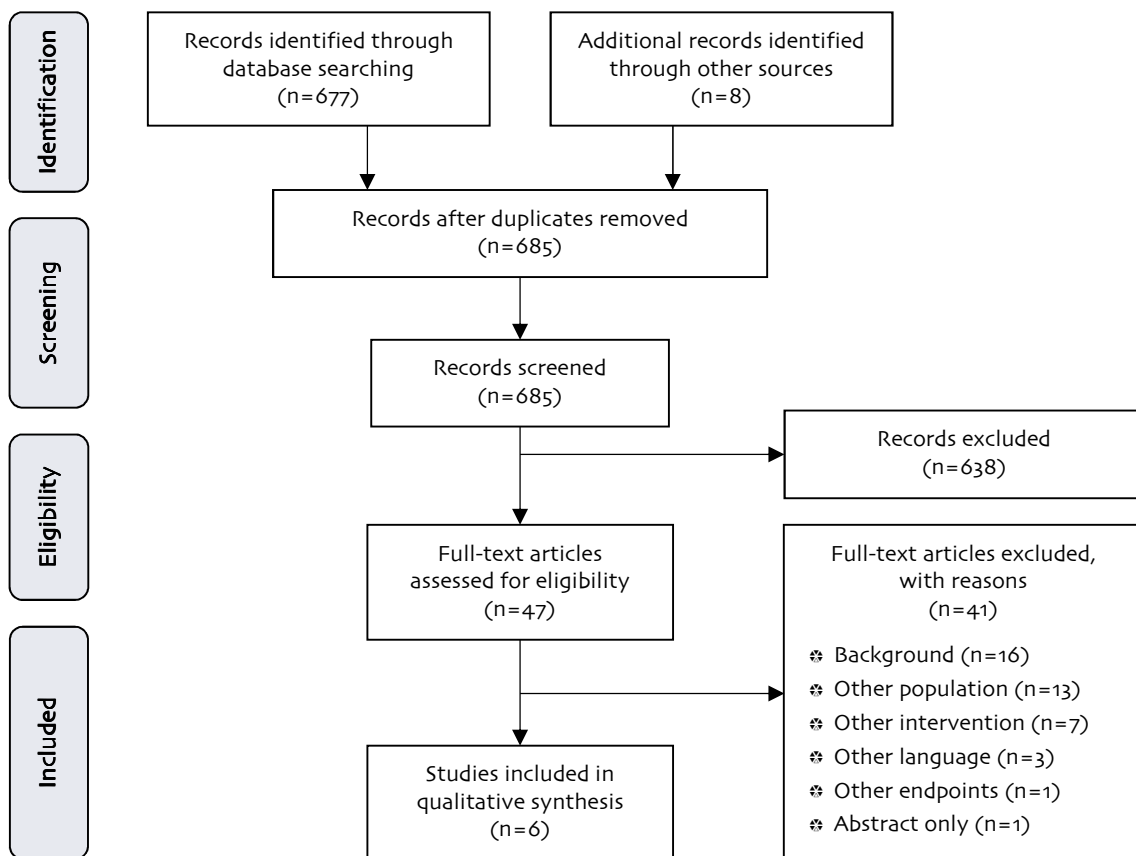 Identification
Records identified through
database searching
(n=677)
Additional records identified
through other sources
(n=8)
Records after duplicates removed
(n=685)
Screening
Records screened
(n=685)
Records excluded
(n=638)
Eligibility
Full-text articles
assessed for eligibility
(n=47)
Full-text articles excluded,
with reasons
(n=41)
Background (n=16)
Other population (n=13)
Other intervention (n=7)
Other language (n=3)
Other endpoints (n=1)
Abstract only (n=1)
Included
Studies included in
qualitative synthesis
(n=6)